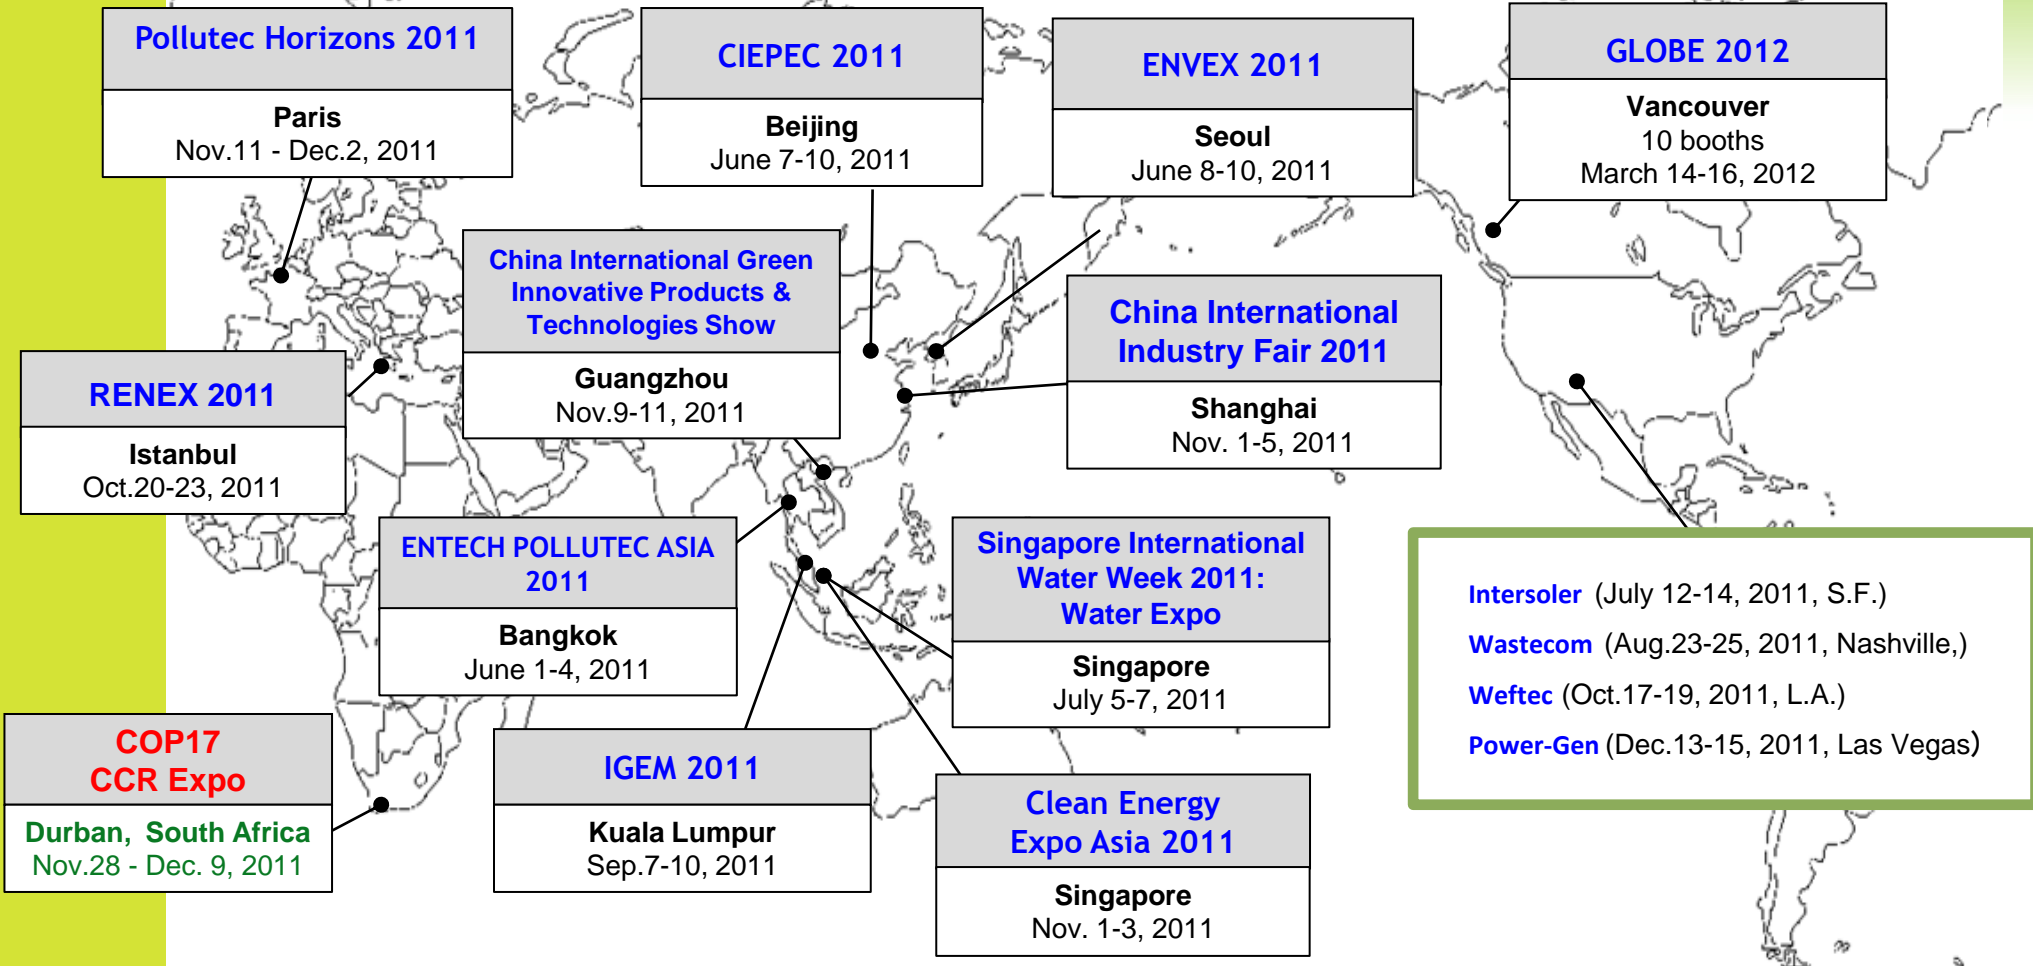 Pollutec Horizons 2011
Paris
Nov.11 - Dec.2, 2011
CIEPEC 2011
Beijing
June 7-10, 2011
ENVEX 2011
Seoul
June 8-10, 2011
GLOBE 2012
Vancouver
10 booths
March 14-16, 2012
China International Green
Innovative Products &
Technologies Show
Guangzhou
Nov.9-11, 2011
China International
Industry Fair 2011
Shanghai
Nov. 1-5, 2011
RENEX 2011
Istanbul
Oct.20-23, 2011
ENTECH POLLUTEC ASIA
2011
Bangkok
June 1-4, 2011
Singapore International
Water Week 2011:
Water Expo
Singapore
July 5-7, 2011
Intersoler (July 12-14, 2011, S.F.)
Wastecom (Aug.23-25, 2011, Nashville,)
Weftec (Oct.17-19, 2011, L.A.)
Power-Gen (Dec.13-15, 2011, Las Vegas)
COP17
CCR Expo
Durban, South Africa
Nov.28 - Dec. 9, 2011
IGEM 2011
Kuala Lumpur
Sep.7-10, 2011
Clean Energy
Expo Asia 2011
Singapore
Nov. 1-3, 2011